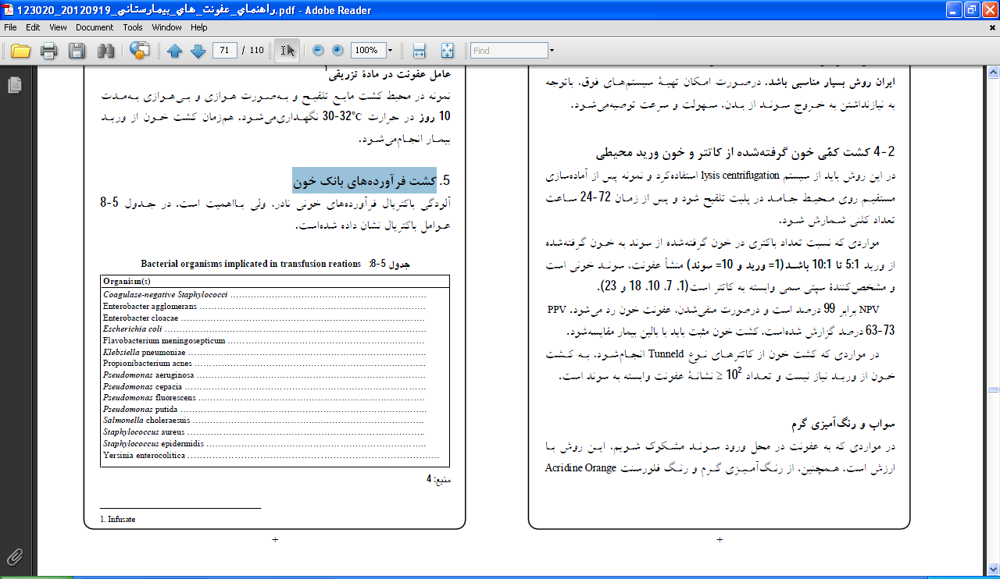 123020_20120919_راهنماي_عفونت_هاي_بيمارستاني.pdf - Adobe Reader
File Edit View Document Tools Window Help
71 / 110 100% Find
ایران روش بسیار مناسبی باشد. درصورت امکان تهیهٔ سیستم‌های فوق، باتوجه
به نیازنداشتن به خروج سوند از بدن، سهولت و سرعت توصیه‌می‌شود.
4-2 کشت کمّی خون گرفته‌شده از کاتتر و خون ورید محیطی
در این روش باید از سیستم lysis centrifugation استفاده‌کرد و نمونه پس از آماده‌سازی
مستقیم روی محیط جامد در پلیت تلقیح شود و پس از زمان 72-24 ساعت
تعداد کلنی شمارش شود.
مواردی که نسبت تعداد باکتری در خون گرفته‌شده از سوند به خون گرفته‌شده
از ورید 5:1 تا 10:1 باشد(1= ورید و 10= سوند) منشأ عفونت، سوند خونی است
و مشخص‌کنندهٔ سپتی سمی وابسته به کاتتر است(1، 7، 10، 18 و 23).
NPV برابر 99 درصد است و درصورت منفی‌شدن، عفونت خون رد می‌شود. PPV
63-73 درصد گزارش شده‌است. کشت خون مثبت باید با بالین بیمار مقایسه‌شود.
در مواردی که کشت خون از کاتترهای نوع Tunneld انجام‌شود، به کشت
خون از ورید نیاز نیست و تعداد ≥ 10² نشانهٔ عفونت وابسته به سوند است.
سواب و رنگ‌آمیزی گرم
در مواردی که به عفونت در محل ورود سوند مشکوک شویم، این روش با
ارزش است. همچنین، از رنگ‌آمیزی گرم و رنگ فلورسنت Acridine Orange
عامل عفونت در مادهٔ تزریقی¹
نمونه در محیط کشت مایع تلقیح و به‌صورت هوازی و بی‌هوازی به‌مدت
10 روز در حرارت 30-32°C نگهداری‌می‌شود. هم‌زمان کشت خون از ورید
بیمار انجام‌می‌شود.
5. کشت فرآورده‌های بانک خون
آلودگی باکتریال فرآورده‌های خونی نادر، ولی بااهمیت است. در جدول 5-8
عوامل باکتریال نشان داده شده‌است.
جدول 5-8: Bacterial organisms implicated in transfusion reations
Organism(s)
Coagulase-negative Staphylococci ……………………………………………………….
Enterobacter agglomerans ……………………………………………………………….
Enterobacter cloacae …………………………………………………………………….
Escherichia coli ………………………………………………………………………….
Flavobacterium meningosepticum ……………………………………………………….
Klebsiella pneumoniae …………………………………………………………………..
Propionibacterium acnes …………………………………………………………………
Pseudomonas aeruginosa …………………………………………………………………
Pseudomonas cepacia …………………………………………………………………….
Pseudomonas fluorescens …………………………………………………………………
Pseudomonas putida ………………………………………………………………………
Salmonella choleraesuis …………………………………………………………………..
Staphylococcus aureus …………………………………………………………………….
Staphylococcus epidermidis ………………………………………………………………
Yersinia enterocolitica ……………………………………………………………………….
منبع: 4
1. Infusate